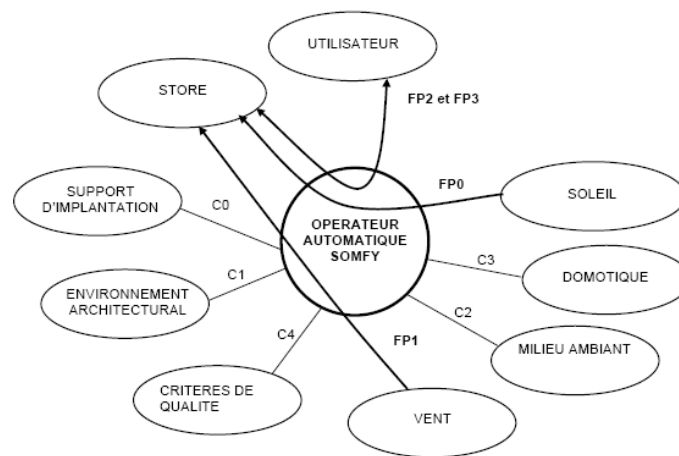 UTILISATEUR
STORE
FP2 et FP3
SUPPORT
D'IMPLANTATION
C0
FP0
SOLEIL
OPERATEUR
AUTOMATIQUE
SOMFY
C1
C3
DOMOTIQUE
ENVIRONNEMENT
ARCHITECTURAL
C2
C4
FP1
MILIEU AMBIANT
CRITERES DE
QUALITE
VENT